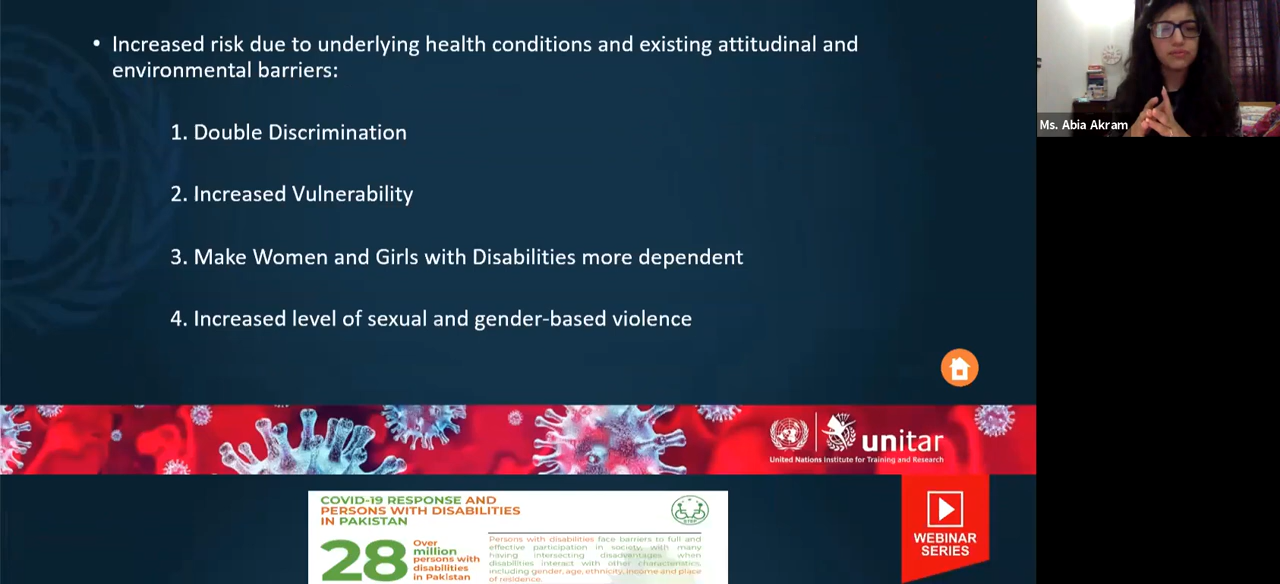 • Increased risk due to underlying health conditions and existing attitudinal and
environmental barriers:
1. Double Discrimination
2. Increased Vulnerability
3. Make Women and Girls with Disabilities more dependent
4. Increased level of sexual and gender-based violence
Ms. Abia Akram
unitar
United Nations Institute for Training and Research
WEBINAR
SERIES
COVID-19 RESPONSE AND
PERSONS WITH DISABILITIES
IN PAKISTAN
28
Over
million
persons with
disabilities
in Pakistan
Persons with disabilities face barriers to full and
effective participation in society, with many
having intersecting disadvantages when
disabilities interact with other characteristics,
including gender, age, ethnicity, income and place
of residence.